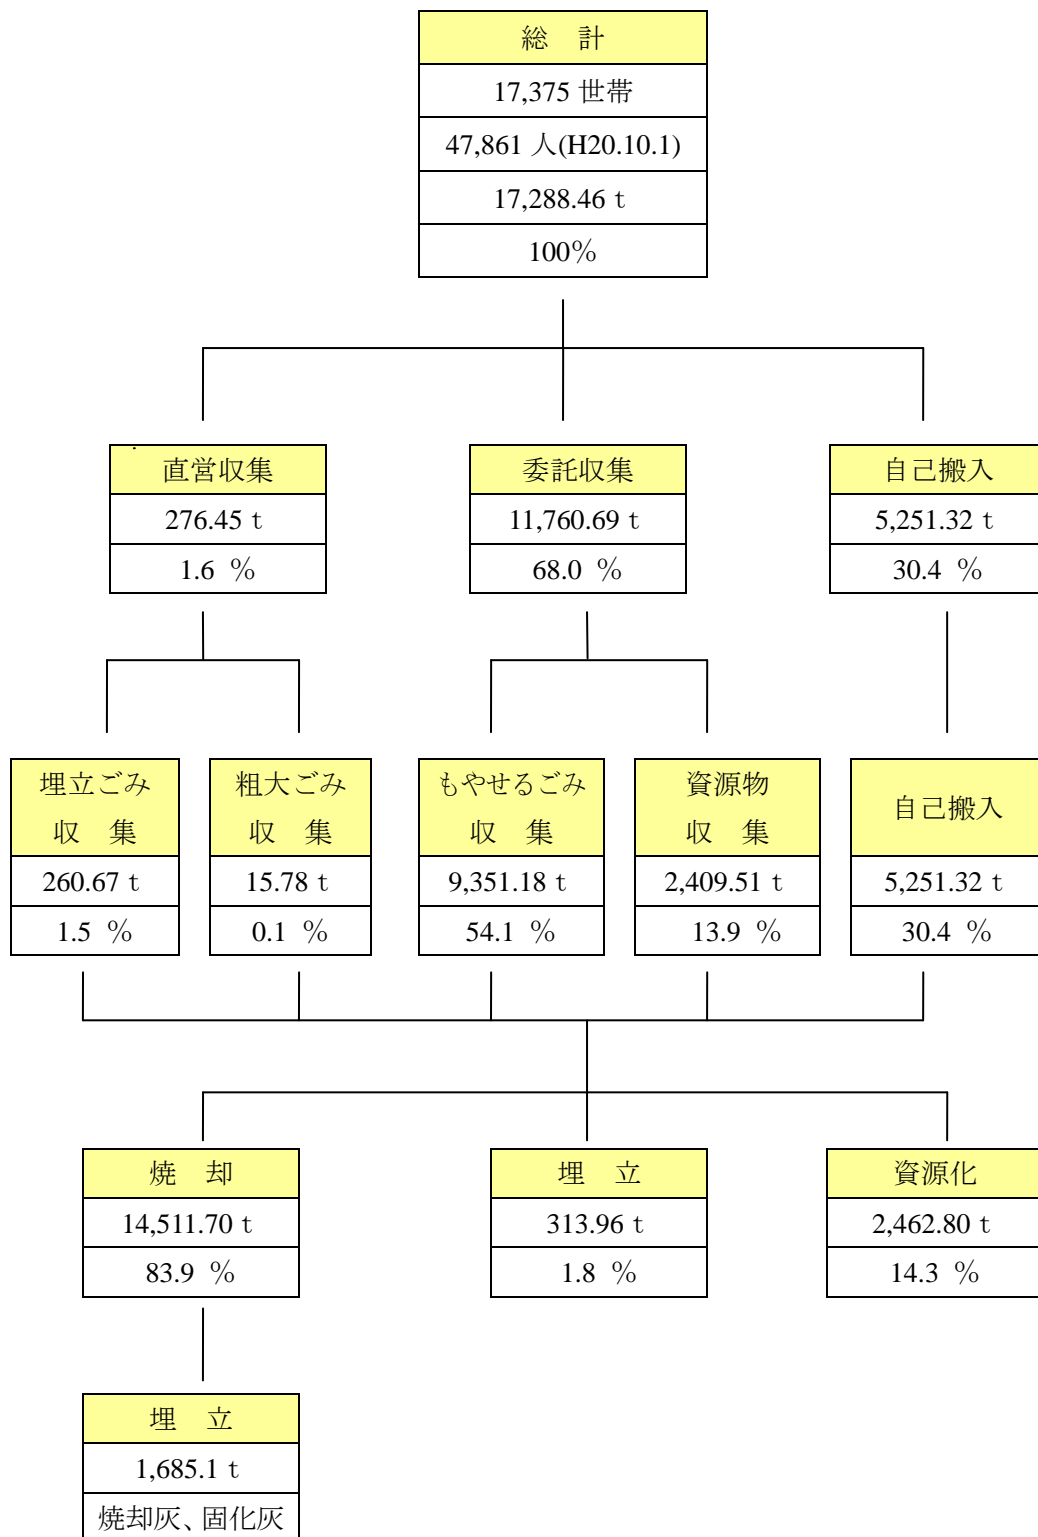 総　計
17,375 世帯
47,861 人(H20.10.1)
17,288.46 t
100％
直営収集
276.45 t
1.6 ％
委託収集
11,760.69 t
68.0 ％
自己搬入
5,251.32 t
30.4 ％
埋立ごみ
収　集
260.67 t
1.5 ％
粗大ごみ
収　集
15.78 t
0.1 ％
もやせるごみ
収　集
9,351.18 t
54.1 ％
資源物
収　集
2,409.51 t
13.9 ％
自己搬入
5,251.32 t
30.4 ％
焼　却
14,511.70 t
83.9 ％
埋　立
313.96 t
1.8 ％
資源化
2,462.80 t
14.3 ％
埋　立
1,685.1 t
焼却灰、固化灰